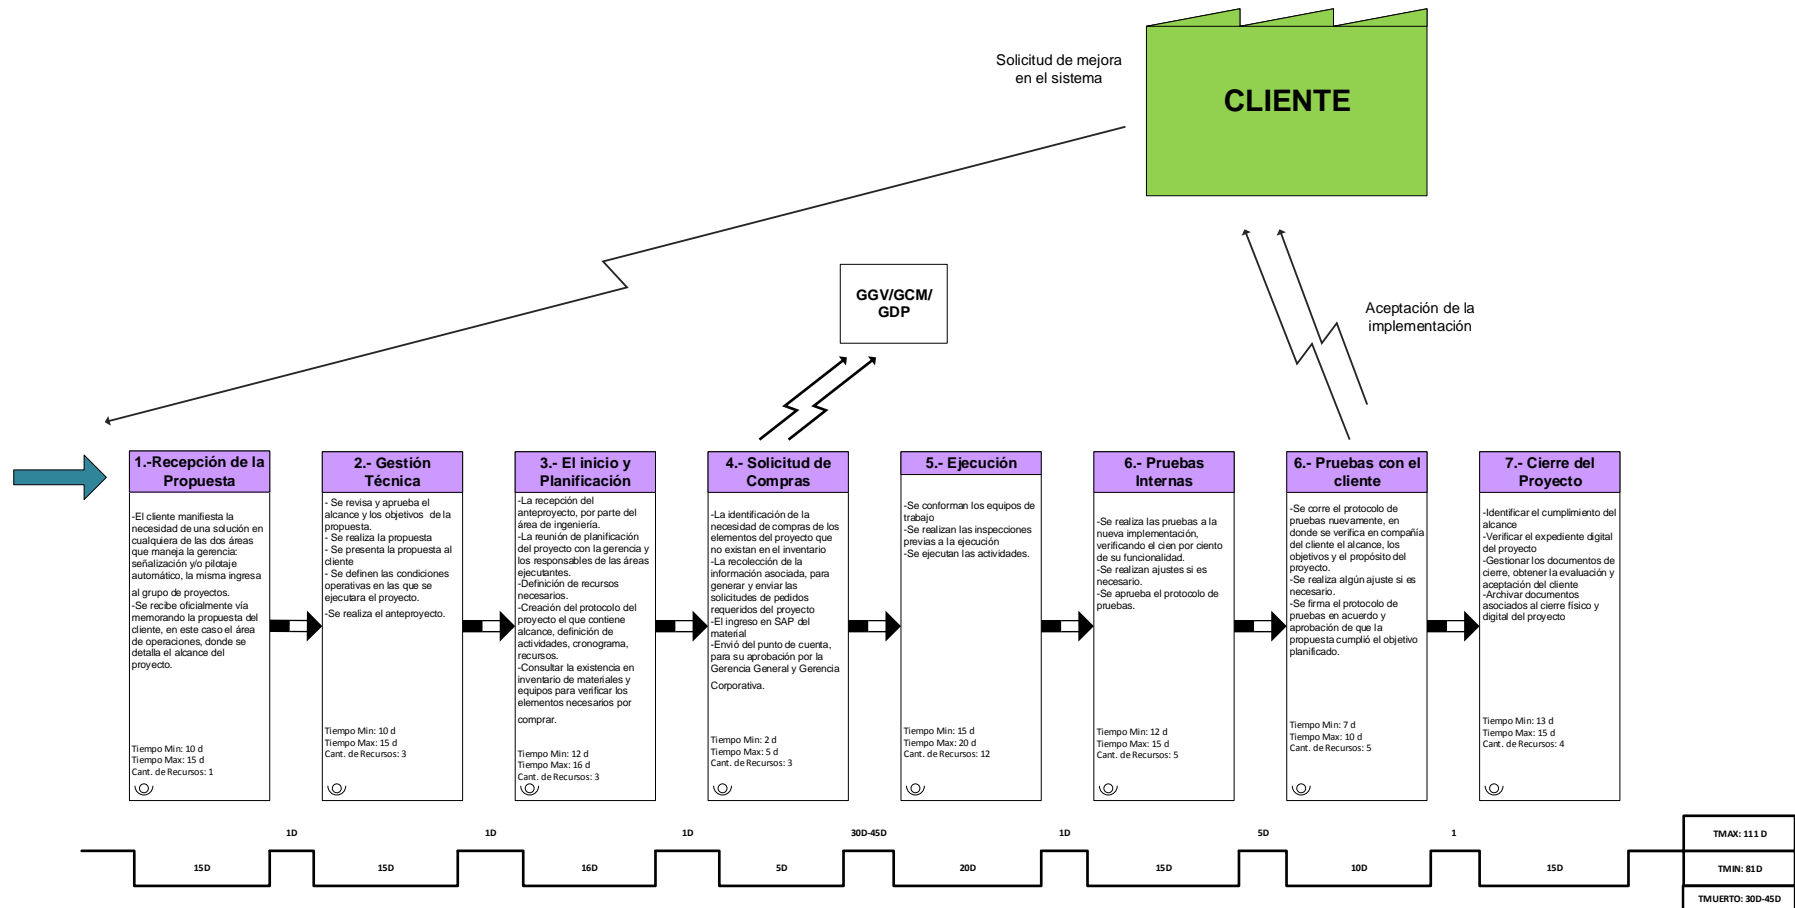 Solicitud de mejora
en el sistema
CLIENTE
GGV/GCM/
GDP
Aceptación de la
implementación
1.-Recepción de la
Propuesta
-El cliente manifiesta la
necesidad de una solución en
cualquiera de las dos áreas
que maneja la gerencia:
señalización y/o pilotaje
automático, la misma ingresa
al grupo de proyectos.
-Se recibe oficialmente vía
memorando la propuesta del
cliente, en este caso el área
de operaciones, donde se
detalla el alcance del
proyecto.
Tiempo Min: 10 d
Tiempo Max: 15 d
Cant. de Recursos: 1
2.- Gestión
Técnica
- Se revisa y aprueba el
alcance y los objetivos de la
propuesta.
- Se realiza la propuesta
- Se presenta la propuesta al
cliente
- Se definen las condiciones
operativas en las que se
ejecutara el proyecto.
-Se realiza el anteproyecto.
Tiempo Min: 10 d
Tiempo Max: 15 d
Cant. de Recursos: 3
3.- El inicio y
Planificación
-La recepción del
anteproyecto, por parte del
área de ingeniería.
-La reunión de planificación
del proyecto con la gerencia y
los responsables de las áreas
ejecutantes.
-Definición de recursos
necesarios.
-Creación del protocolo del
proyecto el que contiene
alcance, definición de
actividades, cronograma,
recursos.
-Consultar la existencia en
inventario de materiales y
equipos para verificar los
elementos necesarios por
comprar.
Tiempo Min: 12 d
Tiempo Max: 16 d
Cant. de Recursos: 3
4.- Solicitud de
Compras
-La identificación de la
necesidad de compras de los
elementos del proyecto que
no existan en el inventario
-La recolección de la
información asociada, para
generar y enviar las
solicitudes de pedidos
requeridos del proyecto
-El ingreso en SAP del
material
-Envió del punto de cuenta,
para su aprobación por la
Gerencia General y Gerencia
Corporativa.
Tiempo Min: 2 d
Tiempo Max: 5 d
Cant. de Recursos: 3
5.- Ejecución
-Se conforman los equipos de
trabajo
-Se realizan las inspecciones
previas a la ejecución
-Se ejecutan las actividades.
Tiempo Min: 15 d
Tiempo Max: 20 d
Cant. de Recursos: 12
6.- Pruebas
Internas
-Se realiza las pruebas a la
nueva implementación,
verificando el cien por ciento
de su funcionalidad.
-Se realizan ajustes si es
necesario.
-Se aprueba el protocolo de
pruebas.
Tiempo Min: 12 d
Tiempo Max: 15 d
Cant. de Recursos: 5
6.- Pruebas con el
cliente
-Se corre el protocolo de
pruebas nuevamente, en
donde se verifica en compañía
del cliente el alcance, los
objetivos y el propósito del
proyecto.
-Se realiza algún ajuste si es
necesario.
-Se firma el protocolo de
pruebas en acuerdo y
aprobación de que la
propuesta cumplió el objetivo
planificado.
Tiempo Min: 7 d
Tiempo Max: 10 d
Cant. de Recursos: 5
7.- Cierre del
Proyecto
-Identificar el cumplimiento del
alcance
-Verificar el expediente digital
del proyecto
-Gestionar los documentos de
cierre, obtener la evaluación y
aceptación del cliente
-Archivar documentos
asociados al cierre físico y
digital del proyecto
Tiempo Min: 13 d
Tiempo Max: 15 d
Cant. de Recursos: 4
1D
1D
1D
30D-45D
1D
5D
1
15D
15D
16D
5D
20D
15D
10D
15D
TMAX: 111 D
TMIN: 81D
TMUERTO: 30D-45D